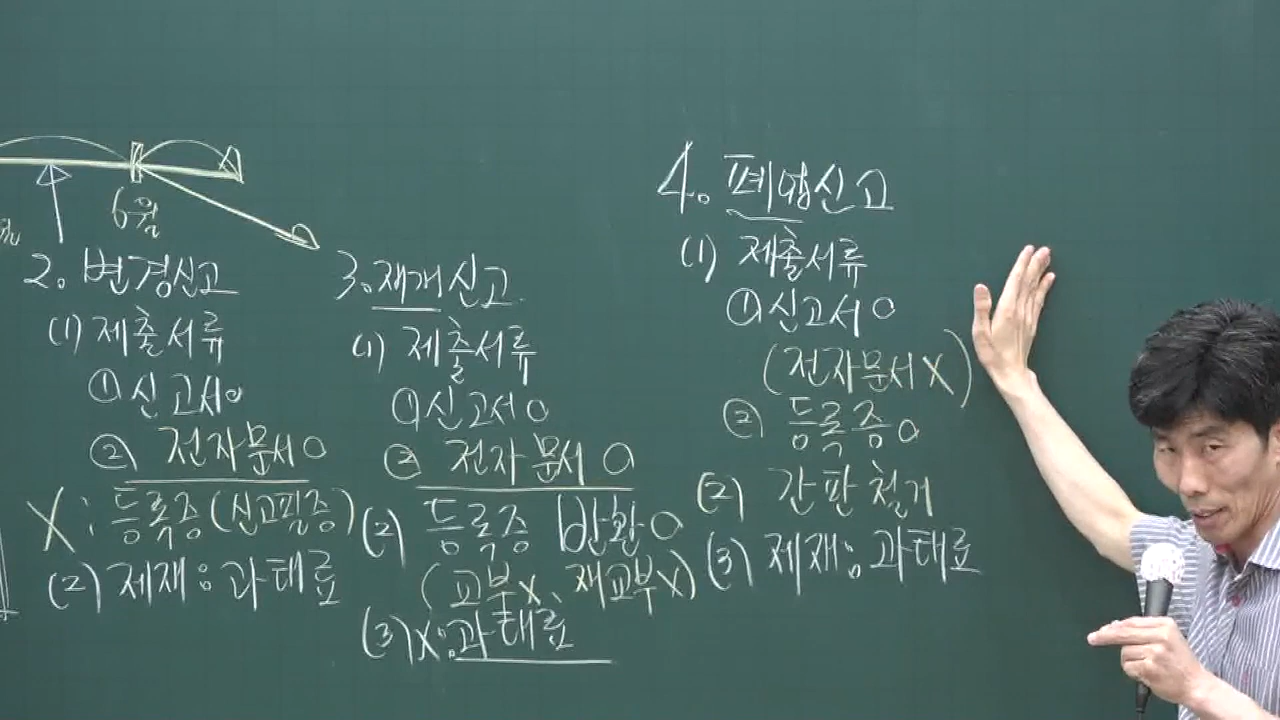 6월
2. 변경신고
(1) 제출서류
① 신고서 O
② 전자문서 O
X : 등록증 (신고필증)
(2) 제재 : 과태료
3. 재개신고.
(1) 제출서류
① 신고서 O
② 전자문서 O
(2) 등록증 반환 O
(교부X, 재교부X)
(3) X : 과태료
4. 폐업신고
(1) 제출서류
① 신고서 O
(전자문서 X)
② 등록증 O
(2) 간판철거
(3) 제재 : 과태료